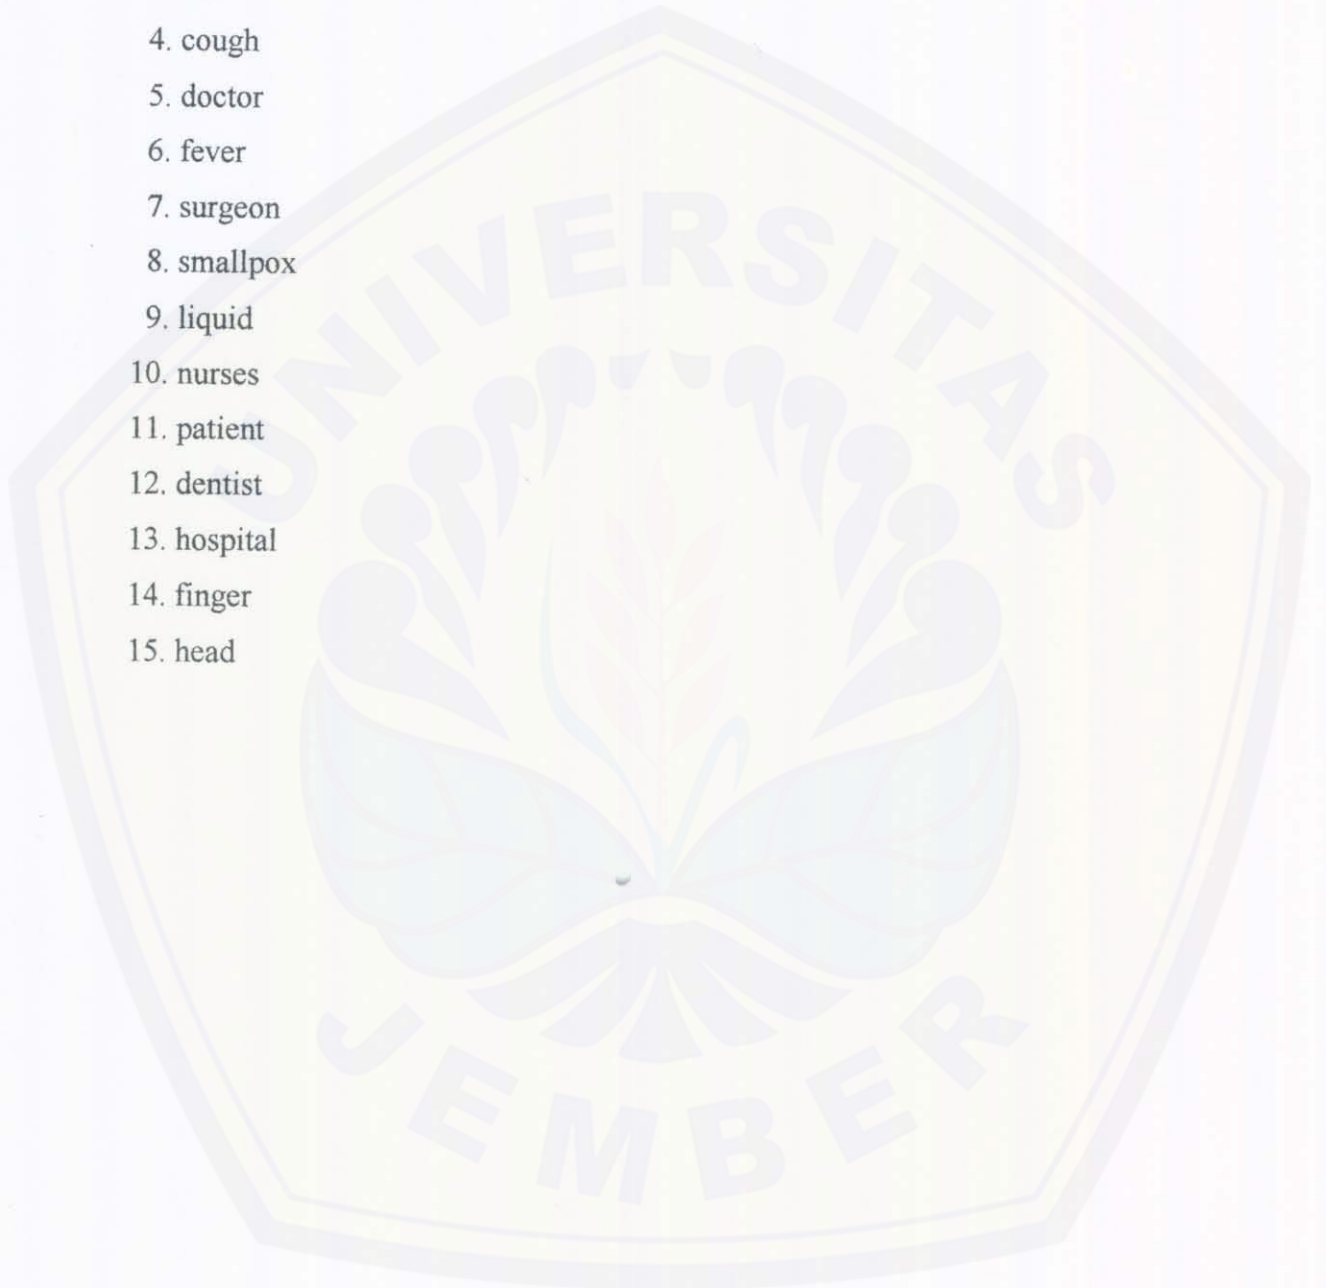 4. cough
5. doctor
6. fever
7. surgeon
8. smallpox
9. liquid
10. nurses
11. patient
12. dentist
13. hospital
14. finger
15. head
UNIVERSITAS
JEMBER